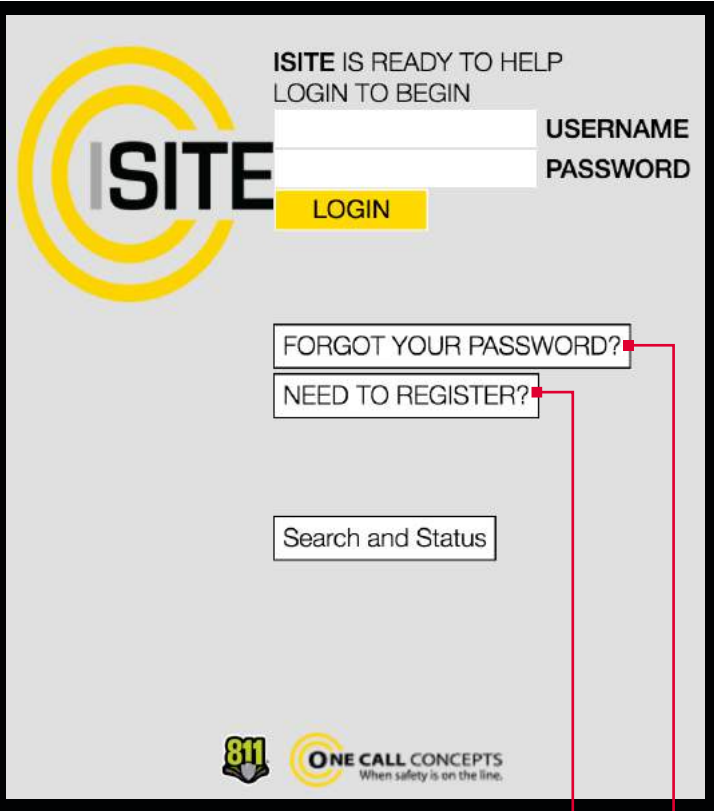 ISITE
ISITE IS READY TO HELP
LOGIN TO BEGIN
USERNAME
PASSWORD
LOGIN
FORGOT YOUR PASSWORD?
NEED TO REGISTER?
Search and Status
811
ONE CALL CONCEPTS
When safety is on the line.